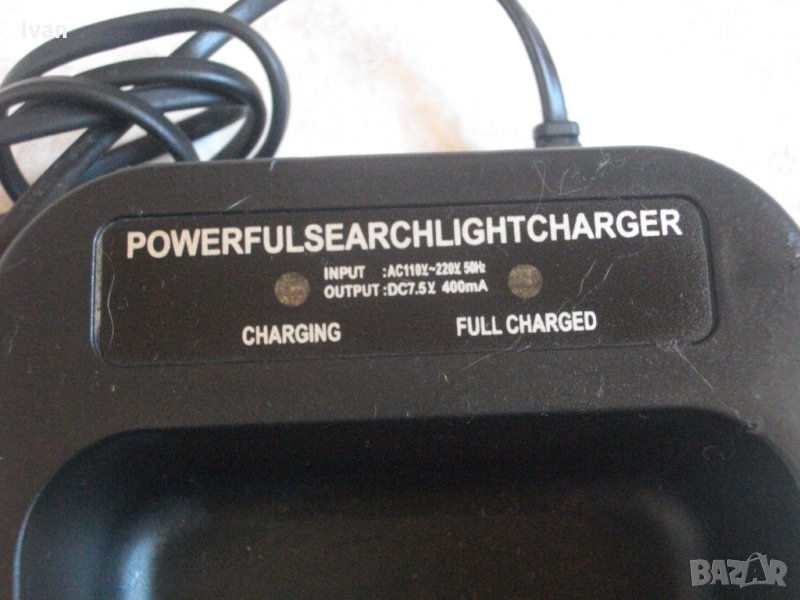 Ivan
POWERFULSEARCHLIGHTCHARGER
INPUT :AC110V~220V 50Hz
OUTPUT :DC7.5V 400mA
CHARGING
FULL CHARGED
BAZAR